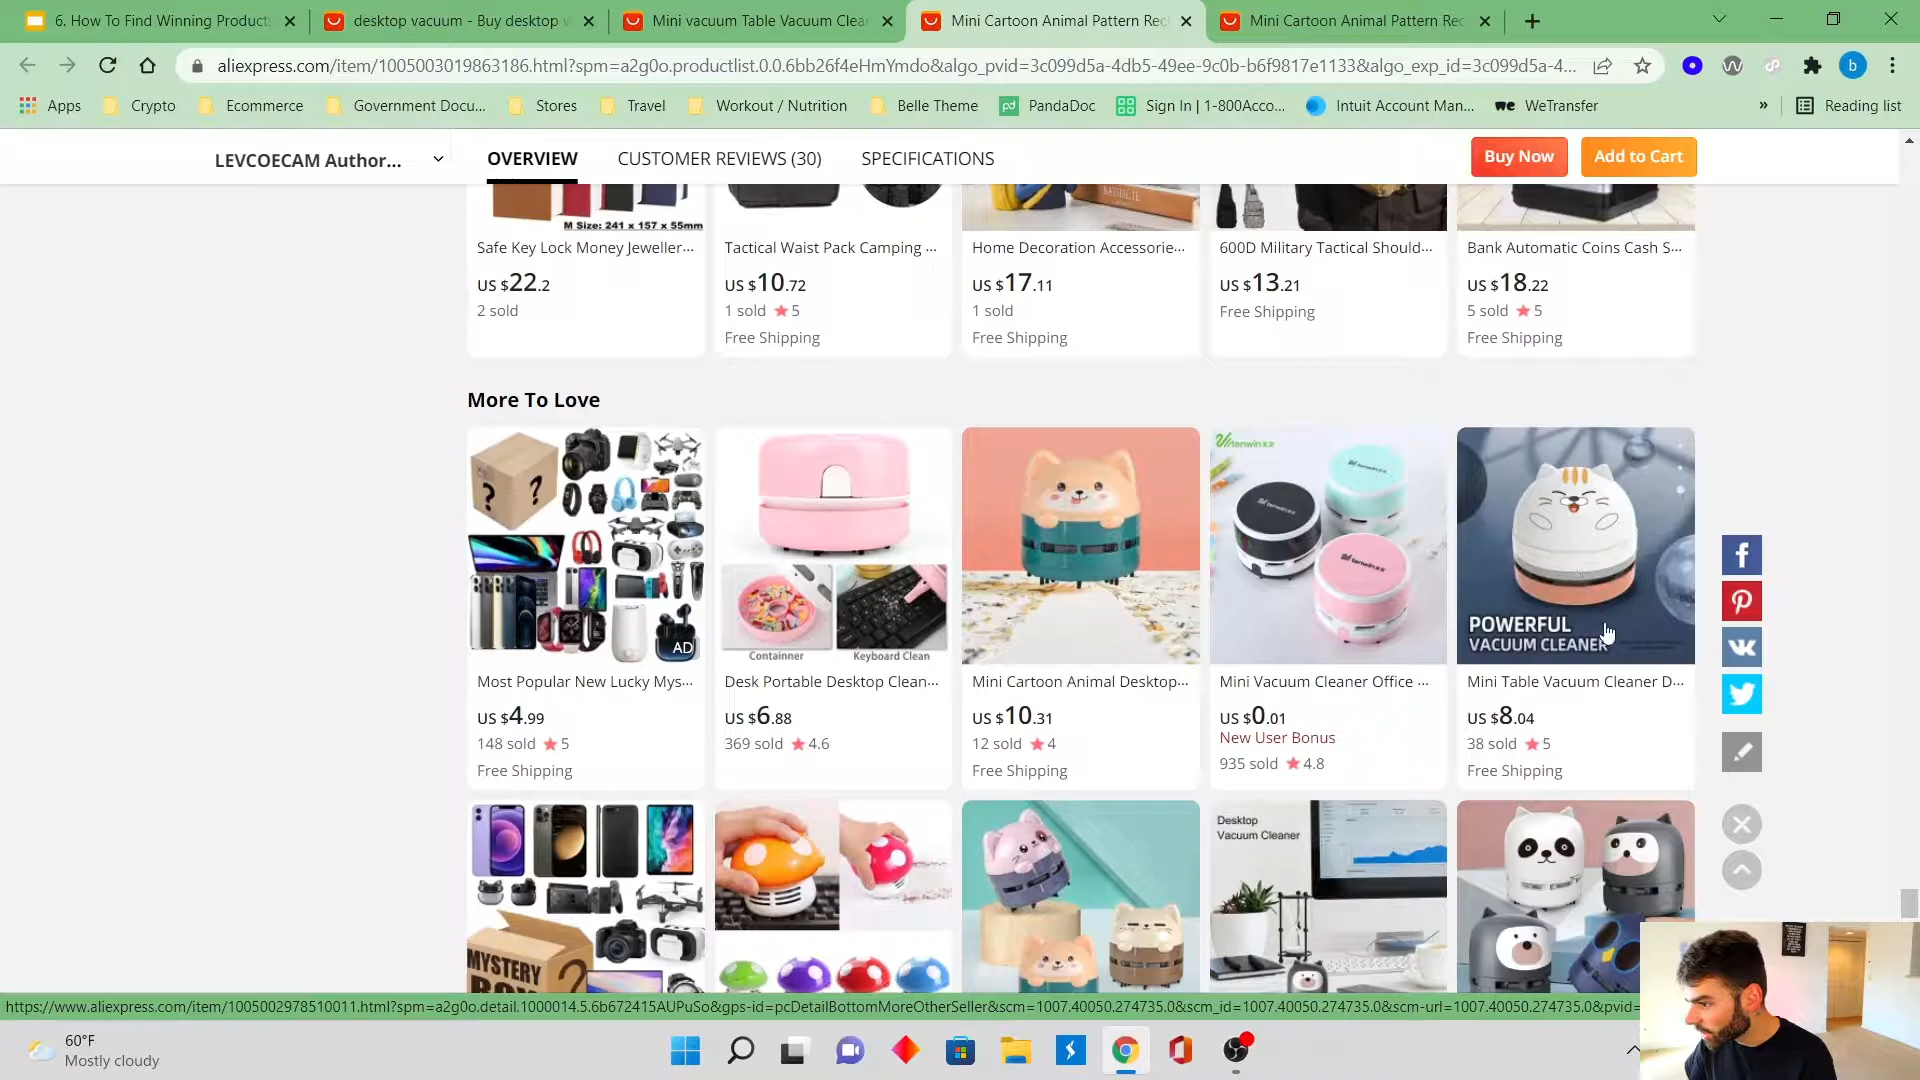 6. How To Find Winning Products
desktop vacuum - Buy desktop v
Mini vacuum Table Vacuum Clea
Mini Cartoon Animal Pattern Rec
Mini Cartoon Animal Pattern Rec
aliexpress.com/item/1005003019863186.html?spm=a2g0o.productlist.0.0.6bb26f4eHmYmdo&algo_pvid=3c099d5a-4db5-49ee-9c0b-b6f9817e1133&algo_exp_id=3c099d5a-4...
b
Apps
Crypto
Ecommerce
Government Docu...
Stores
Travel
Workout / Nutrition
Belle Theme
pd PandaDoc
Sign In | 1-800Acco...
Intuit Account Man...
we WeTransfer
»
Reading list
LEVCOECAM Author...
OVERVIEW
CUSTOMER REVIEWS (30)
SPECIFICATIONS
Buy Now
Add to Cart
M Size: 241 x 157 x 55mm
Safe Key Lock Money Jeweller...
Tactical Waist Pack Camping ...
Home Decoration Accessorie...
600D Military Tactical Should...
Bank Automatic Coins Cash S...
US $22.2
US $10.72
US $17.11
US $13.21
US $18.22
2 sold
1 sold ★ 5
1 sold
Free Shipping
5 sold ★ 5
Free Shipping
Free Shipping
Free Shipping
More To Love
? ?
AD
Containner
Keyboard Clean
tenwin
tenwin
POWERFUL
VACUUM CLEANER
Most Popular New Lucky Mys...
Desk Portable Desktop Clean...
Mini Cartoon Animal Desktop...
Mini Vacuum Cleaner Office ...
Mini Table Vacuum Cleaner D...
US $4.99
US $6.88
US $10.31
US $0.01
US $8.04
148 sold ★ 5
369 sold ★ 4.6
12 sold ★ 4
New User Bonus
38 sold ★ 5
Free Shipping
Free Shipping
935 sold ★ 4.8
Free Shipping
MYSTERY
BOX ?
Desktop
Vacuum Cleaner
https://www.aliexpress.com/item/1005002978510011.html?spm=a2g0o.detail.1000014.5.6b672415AUPuSo&gps-id=pcDetailBottomMoreOtherSeller&scm=1007.40050.274735.0&scm_id=1007.40050.274735.0&scm-url=1007.40050.274735.0&pvid=
60°F
Mostly cloudy